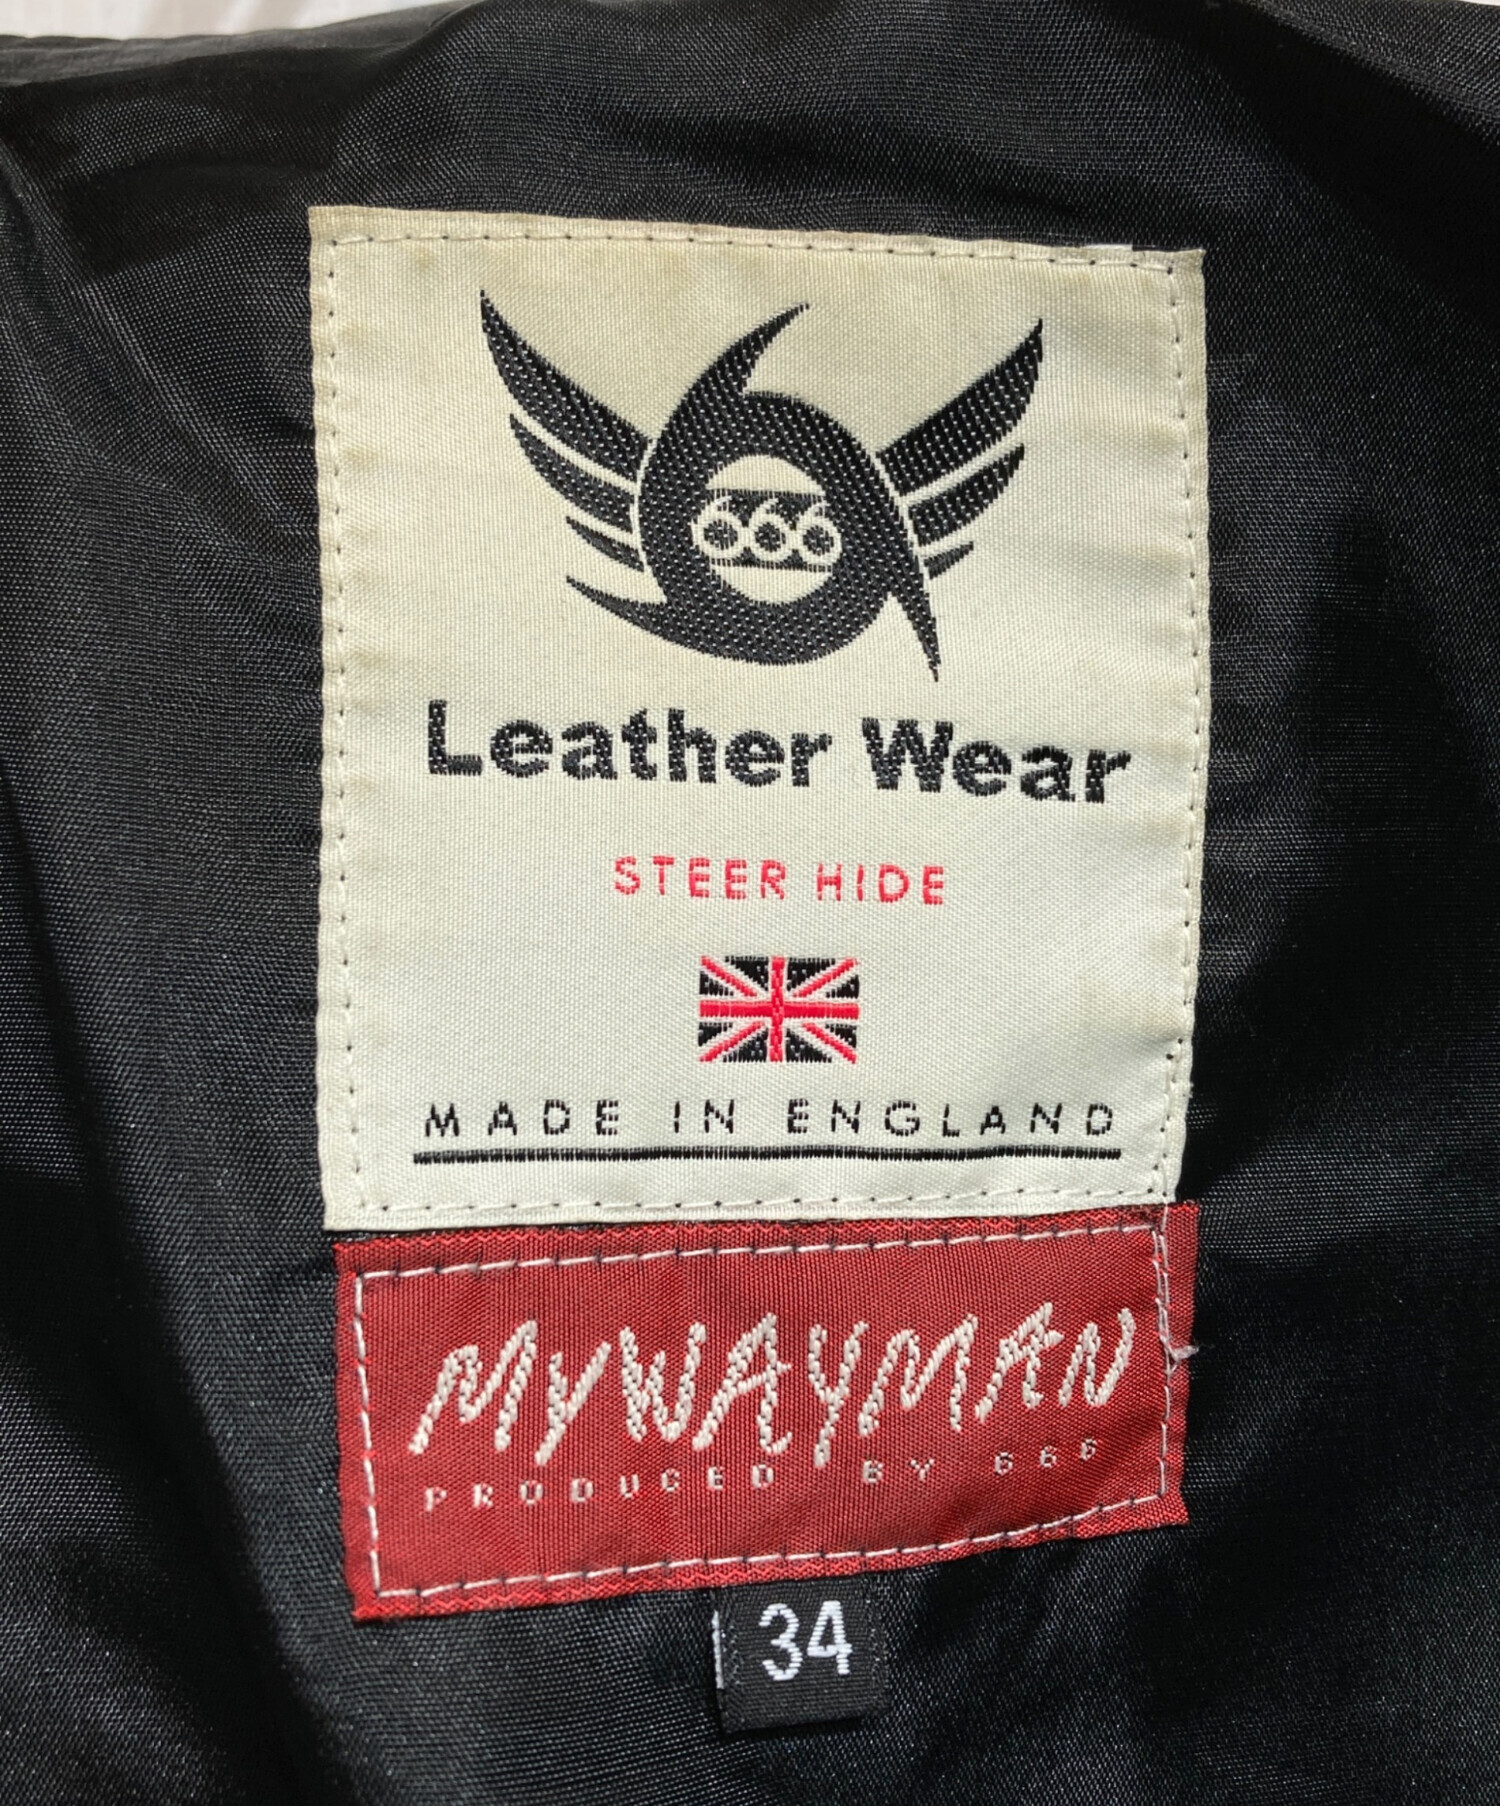 666
Leather Wear
STEER HIDE
MADE IN ENGLAND
MYWAYMAN
PRODUCED BY 666
34